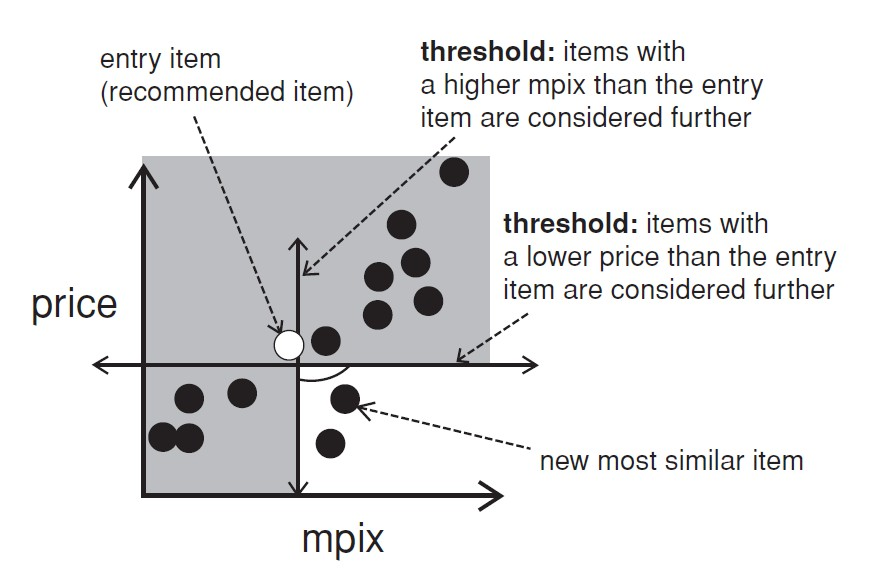 entry item
(recommended item)
threshold: items with
a higher mpix than the entry
item are considered further
threshold: items with
a lower price than the entry
item are considered further
price
new most similar item
mpix